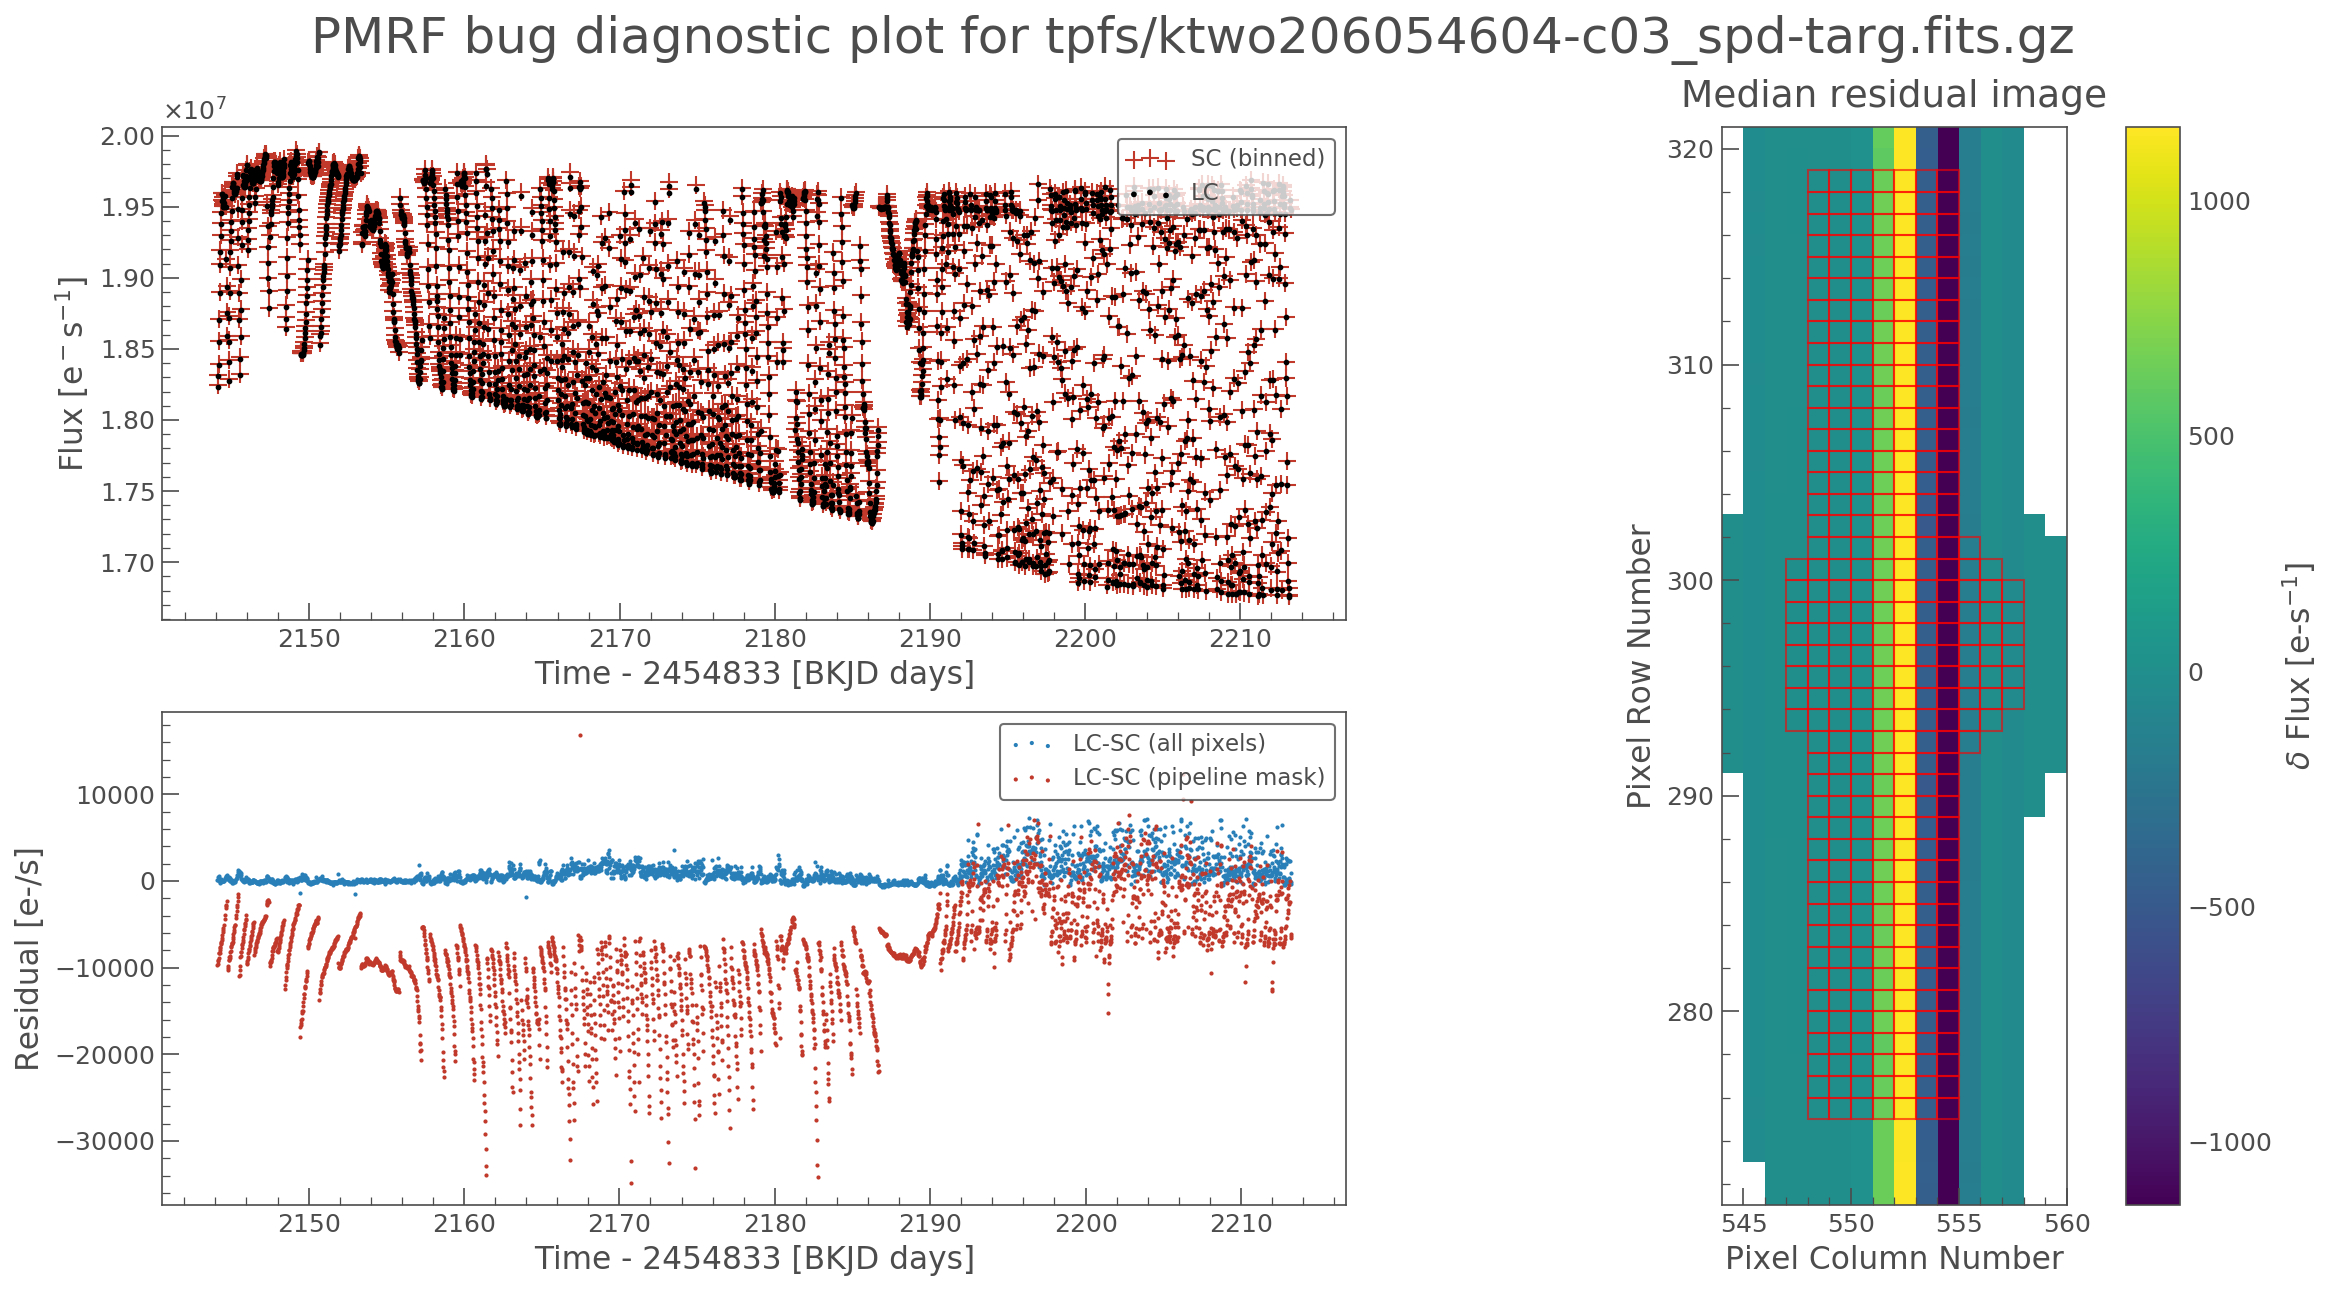 PMRF bug diagnostic plot for tpfs/ktwo206054604-c03_spd-targ.fits.gz
×10⁷
2.00
1.95
1.90
1.85
1.80
1.75
1.70
Flux [e⁻ s⁻¹]
SC (binned)
LC
2150 2160 2170 2180 2190 2200 2210
Time - 2454833 [BKJD days]
10000
0
−10000
−20000
−30000
Residual [e-/s]
LC-SC (all pixels)
LC-SC (pipeline mask)
2150 2160 2170 2180 2190 2200 2210
Time - 2454833 [BKJD days]
Median residual image
320
310
300
290
280
Pixel Row Number
545 550 555 560
Pixel Column Number
1000
500
0
−500
−1000
δ Flux [e-s⁻¹]